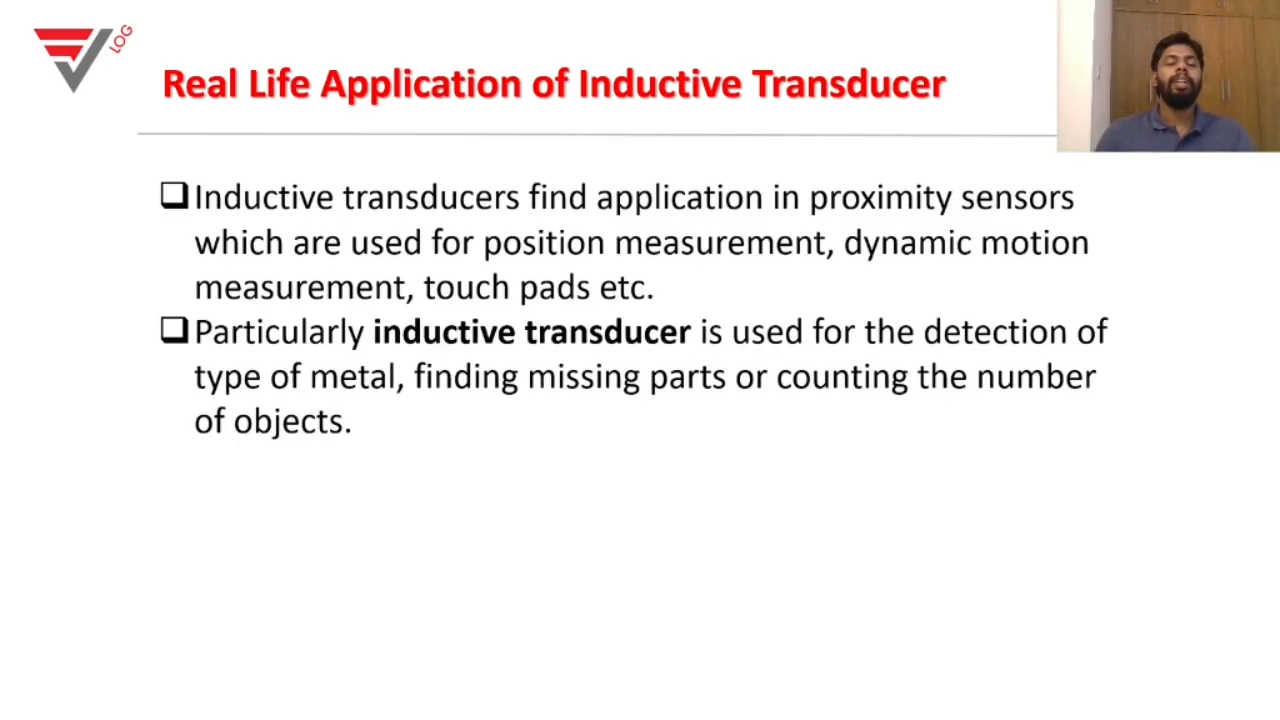 LOG
Real Life Application of Inductive Transducer
Inductive transducers find application in proximity sensors
which are used for position measurement, dynamic motion
measurement, touch pads etc.
Particularly inductive transducer is used for the detection of
type of metal, finding missing parts or counting the number
of objects.